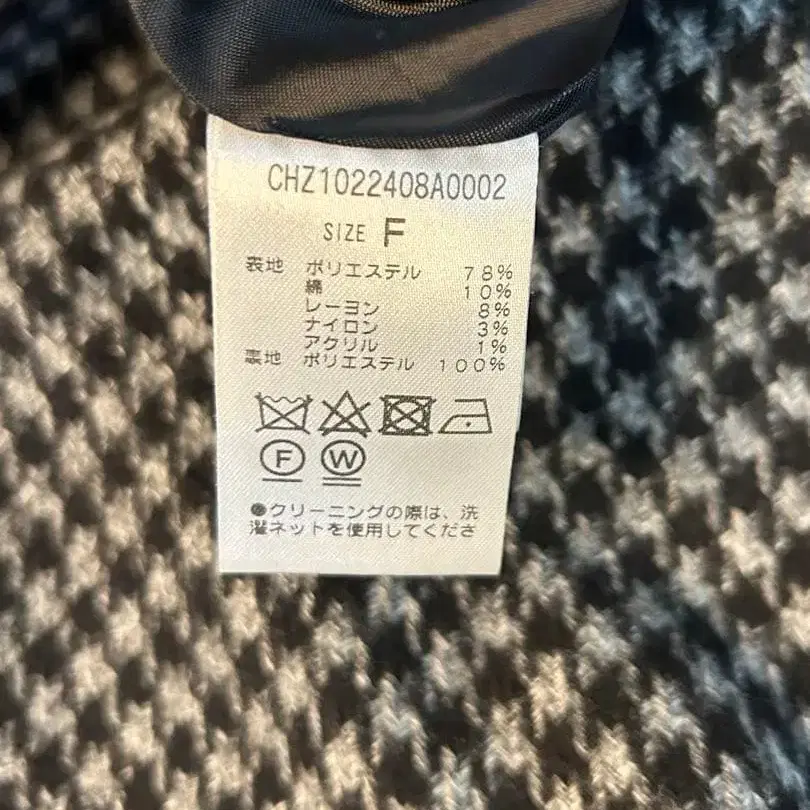 CHZ1022408A0002
SIZE F
表地 ポリエステル 78%
綿 10%
レーヨン 8%
ナイロン 3%
アクリル 1%
裏地 ポリエステル 100%
F W
●クリーニングの際は、洗
濯ネットを使用してくださ